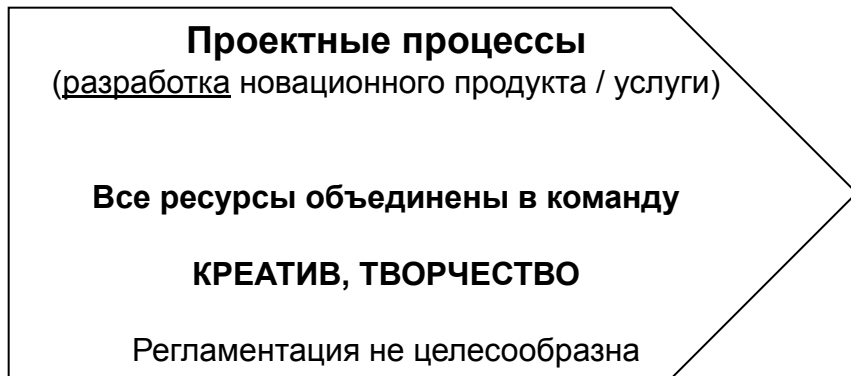 Проектные процессы
(разработка новационного продукта / услуги)
Все ресурсы объединены в команду
КРЕАТИВ, ТВОРЧЕСТВО
Регламентация не целесообразна